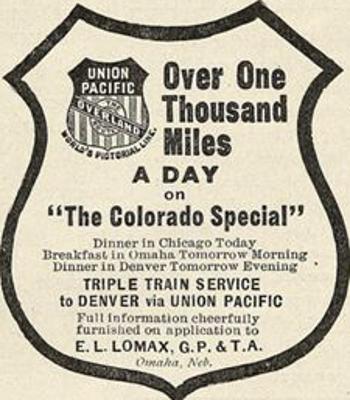 UNION
PACIFIC
THE
OVERLAND
ROUTE
WORLD'S PICTORIAL LINE.
Over One
Thousand
Miles
A DAY
on
"The Colorado Special"
Dinner in Chicago Today
Breakfast in Omaha Tomorrow Morning
Dinner in Denver Tomorrow Evening
TRIPLE TRAIN SERVICE
to DENVER via UNION PACIFIC
Full information cheerfully
furnished on application to
E. L. LOMAX, G. P. & T. A.
Omaha, Neb.